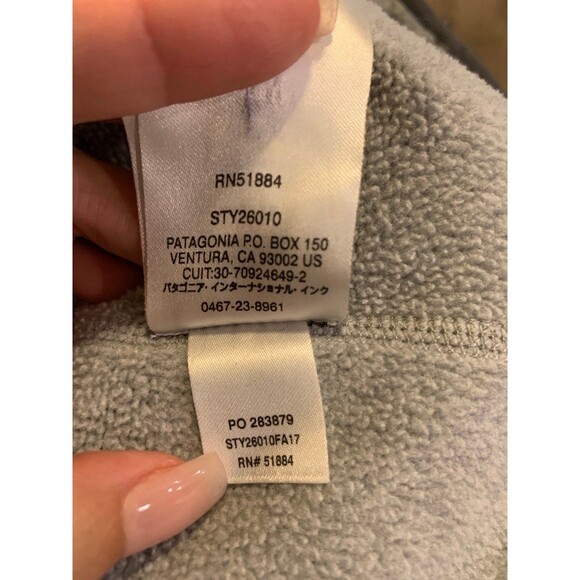 RN51884
STY26010
PATAGONIA P.O. BOX 150
VENTURA, CA 93002 US
CUIT:30-70924649-2
パタゴニア・インターナショナル・インク
0467-23-8961
PO 283879
STY26010FA17
RN# 51884